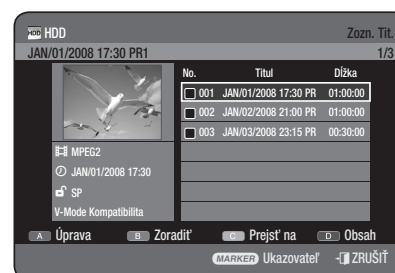 HDD HDD Zozn. Tit.
JAN/01/2008 17:30 PR1 1/3
No. Titul Dĺžka
001 JAN/01/2008 17:30 PR 01:00:00
002 JAN/02/2008 21:00 PR 01:00:00
003 JAN/03/2008 23:15 PR 00:30:00
MPEG2
JAN/01/2008 17:30
SP
V-Mode Kompatibilita
A Úprava B Zoradiť C Prejsť na D Obsah
MARKER Ukazovateľ ZRUŠIŤ